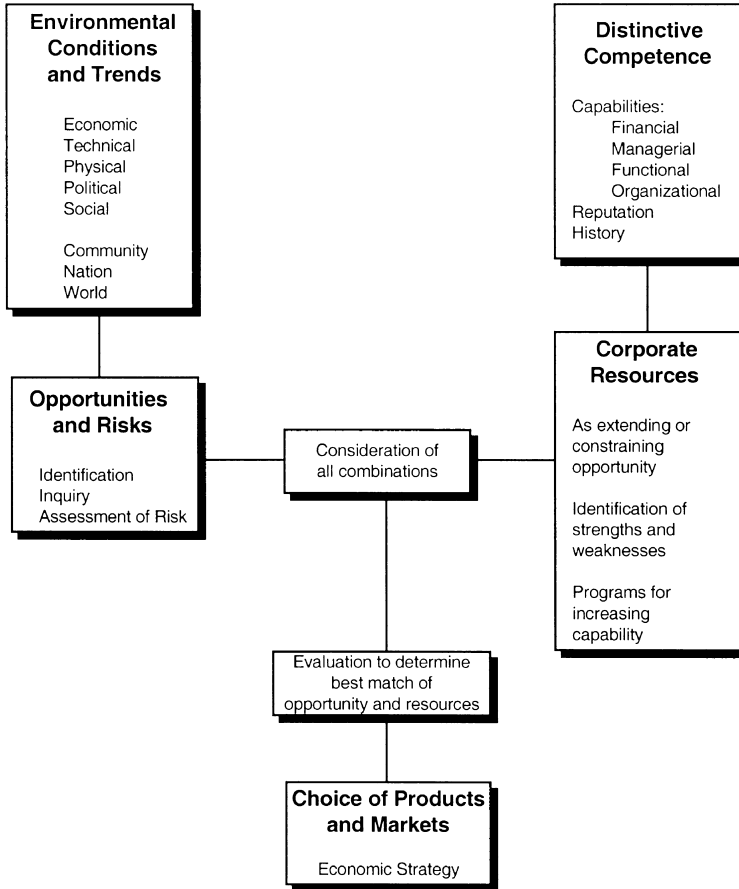 Environmental
Conditions
and Trends
Economic
Technical
Physical
Political
Social
Community
Nation
World
Distinctive
Competence
Capabilities:
Financial
Managerial
Functional
Organizational
Reputation
History
Opportunities
and Risks
Identification
Inquiry
Assessment of Risk
Consideration of
all combinations
Corporate
Resources
As extending or
constraining
opportunity
Identification of
strengths and
weaknesses
Programs for
increasing
capability
Evaluation to determine
best match of
opportunity and resources
Choice of Products
and Markets
Economic Strategy